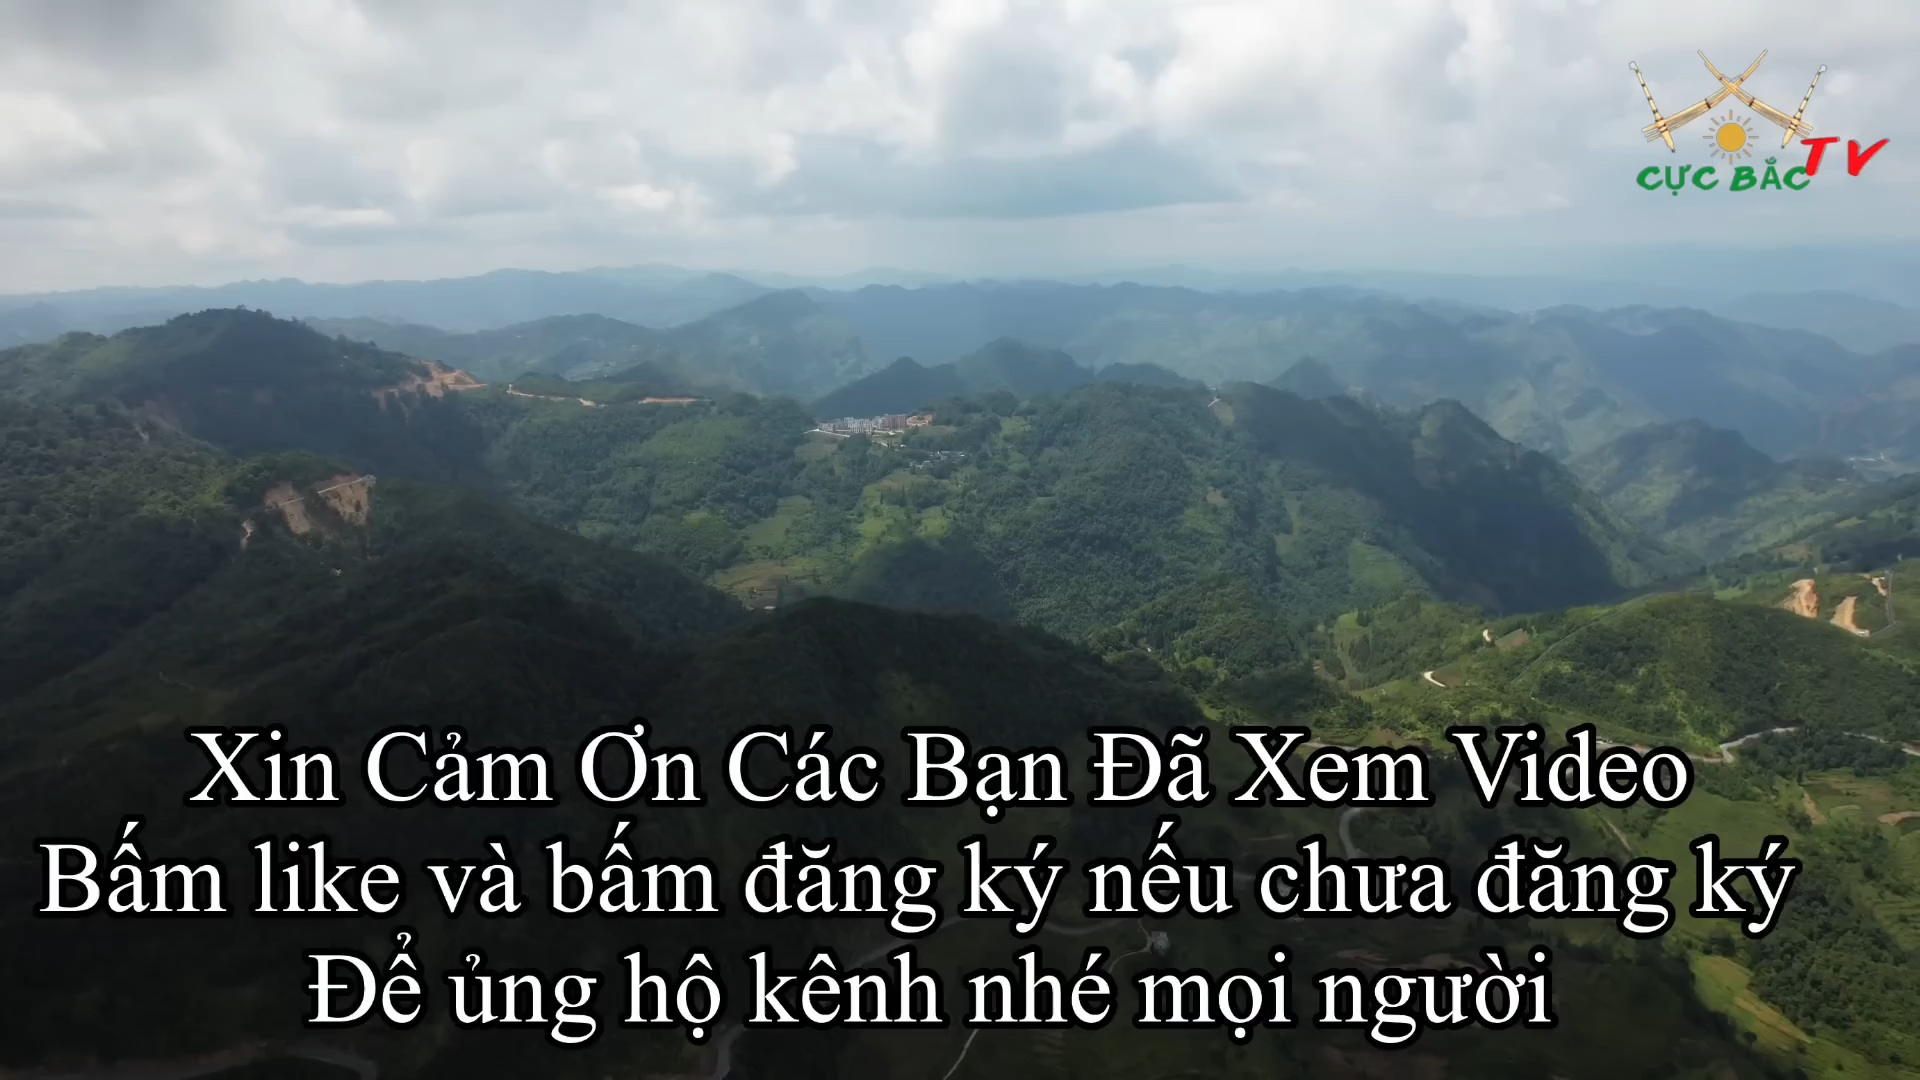 CỰC BẮC TV
Xin Cảm Ơn Các Bạn Đã Xem Video
Bấm like và bấm đăng ký nếu chưa đăng ký
Để ủng hộ kênh nhé mọi người